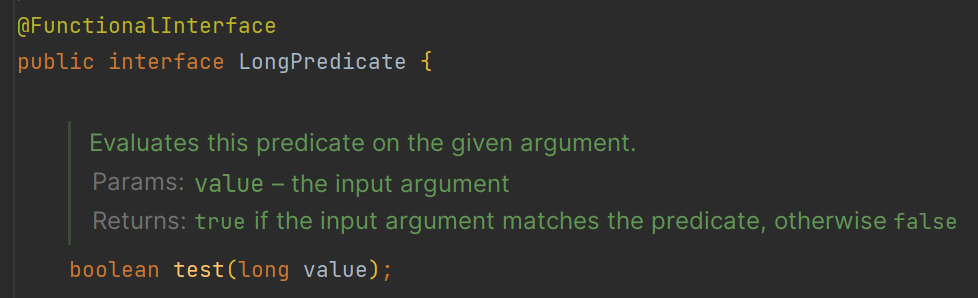 @FunctionalInterface
public interface LongPredicate {
Evaluates this predicate on the given argument.
Params: value – the input argument
Returns: true if the input argument matches the predicate, otherwise false
boolean test(long value);